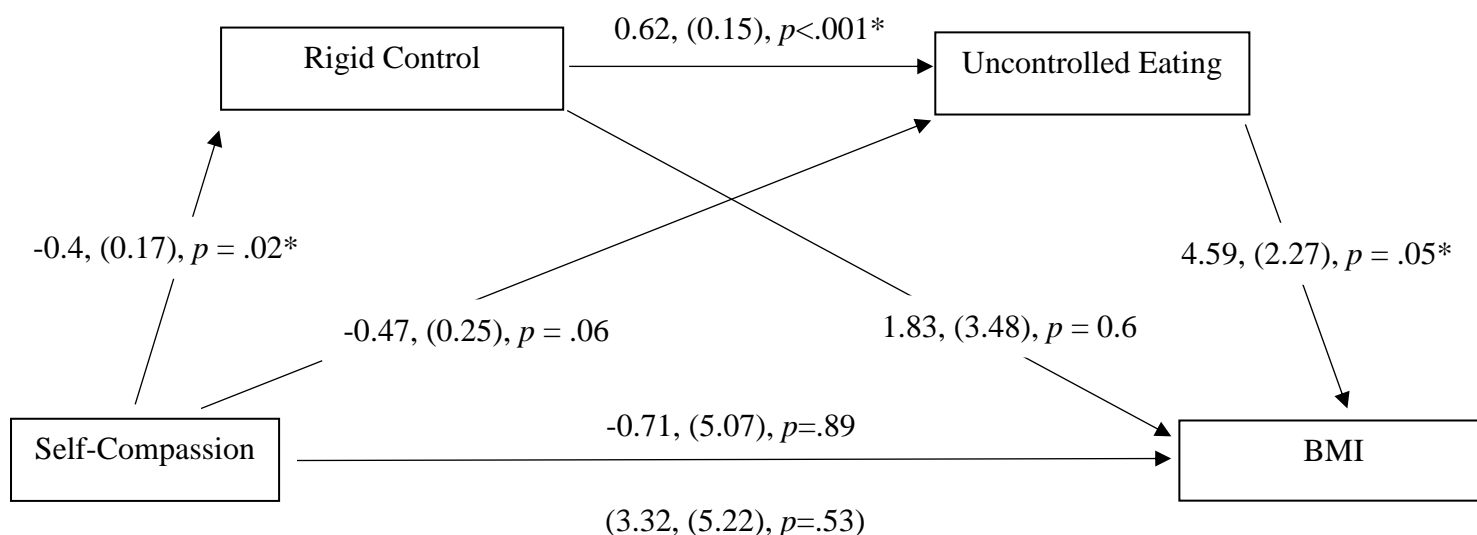 0.62, (0.15), p<.001*
Rigid Control
Uncontrolled Eating
-0.4, (0.17), p = .02*
4.59, (2.27), p = .05*
-0.47, (0.25), p = .06
1.83, (3.48), p = 0.6
-0.71, (5.07), p=.89
Self-Compassion
BMI
(3.32, (5.22), p=.53)